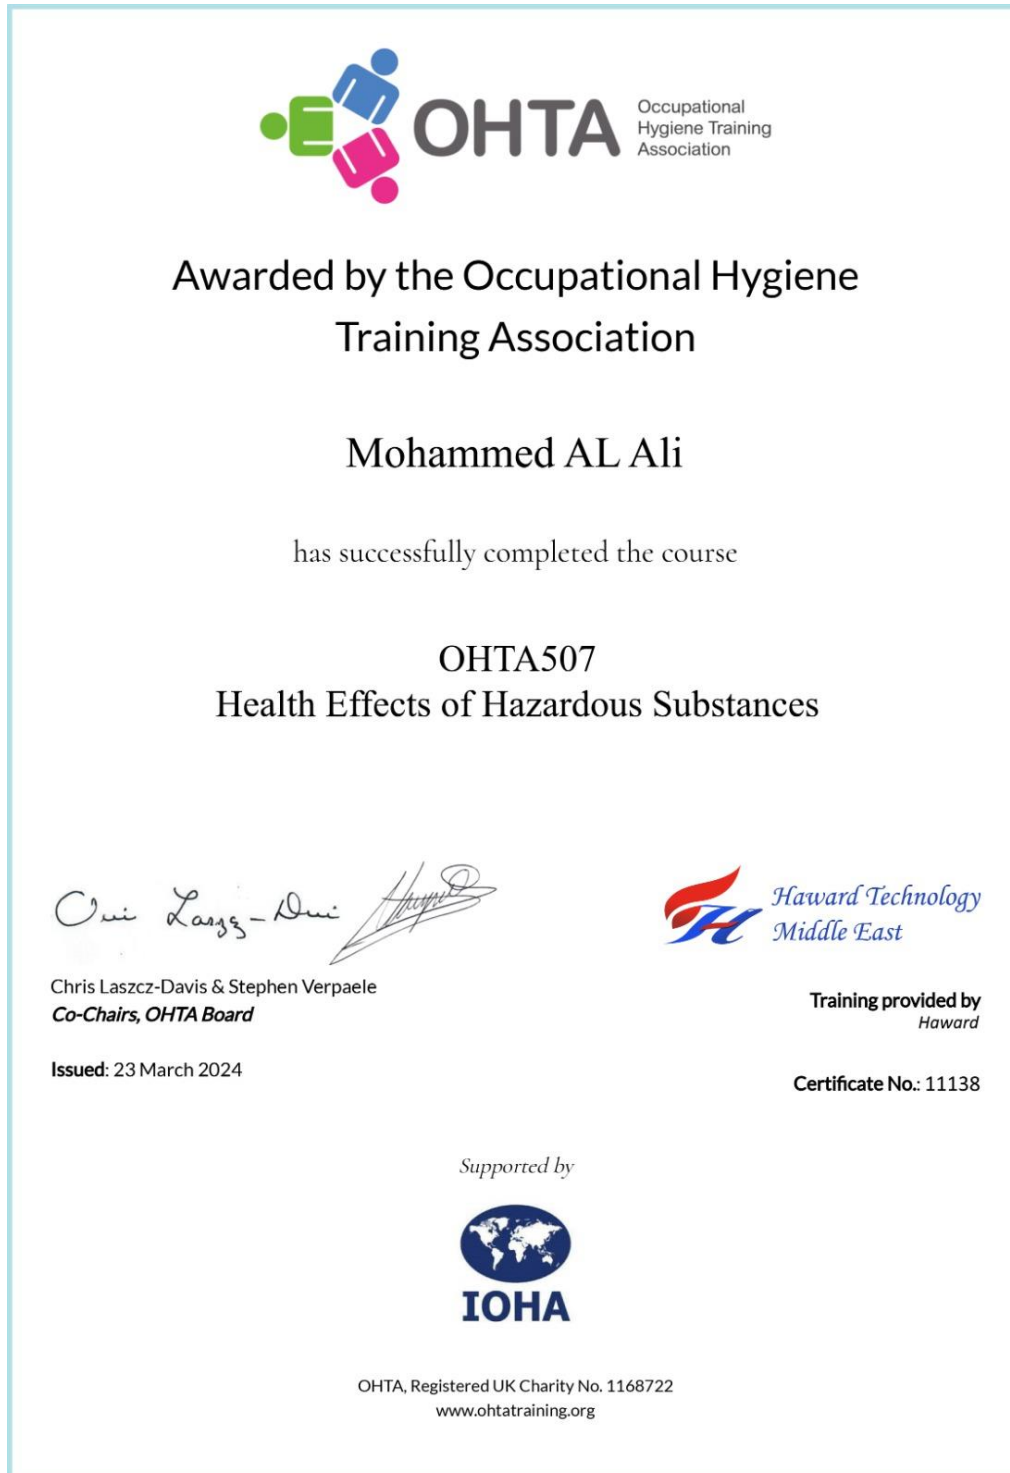 OHTA
Occupational
Hygiene Training
Association
Awarded by the Occupational Hygiene
Training Association
Mohammed AL Ali
has successfully completed the course
OHTA507
Health Effects of Hazardous Substances
Haward Technology
Middle East
Chris Laszcz-Davis & Stephen Verpaele
Co-Chairs, OHTA Board
Issued: 23 March 2024
Training provided by
Haward
Certificate No.: 11138
Supported by
IOHA
OHTA, Registered UK Charity No. 1168722
www.ohtatraining.org